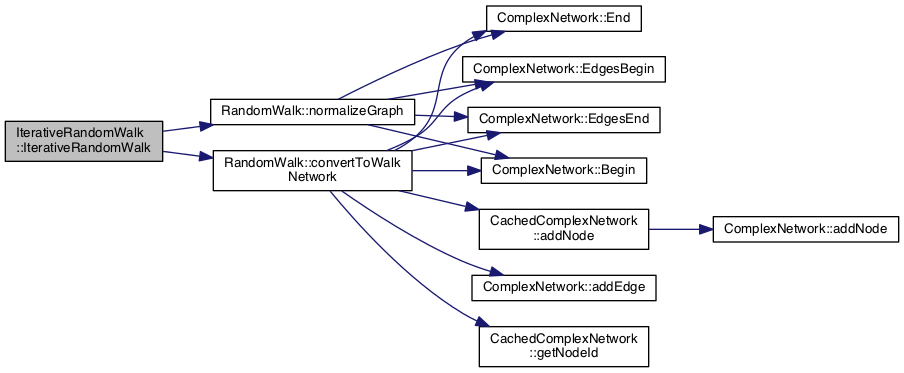 IterativeRandomWalk
::IterativeRandomWalk
RandomWalk::normalizeGraph
RandomWalk::convertToWalk
Network
ComplexNetwork::End
ComplexNetwork::EdgesBegin
ComplexNetwork::EdgesEnd
ComplexNetwork::Begin
CachedComplexNetwork
::addNode
ComplexNetwork::addEdge
CachedComplexNetwork
::getNodeId
ComplexNetwork::addNode